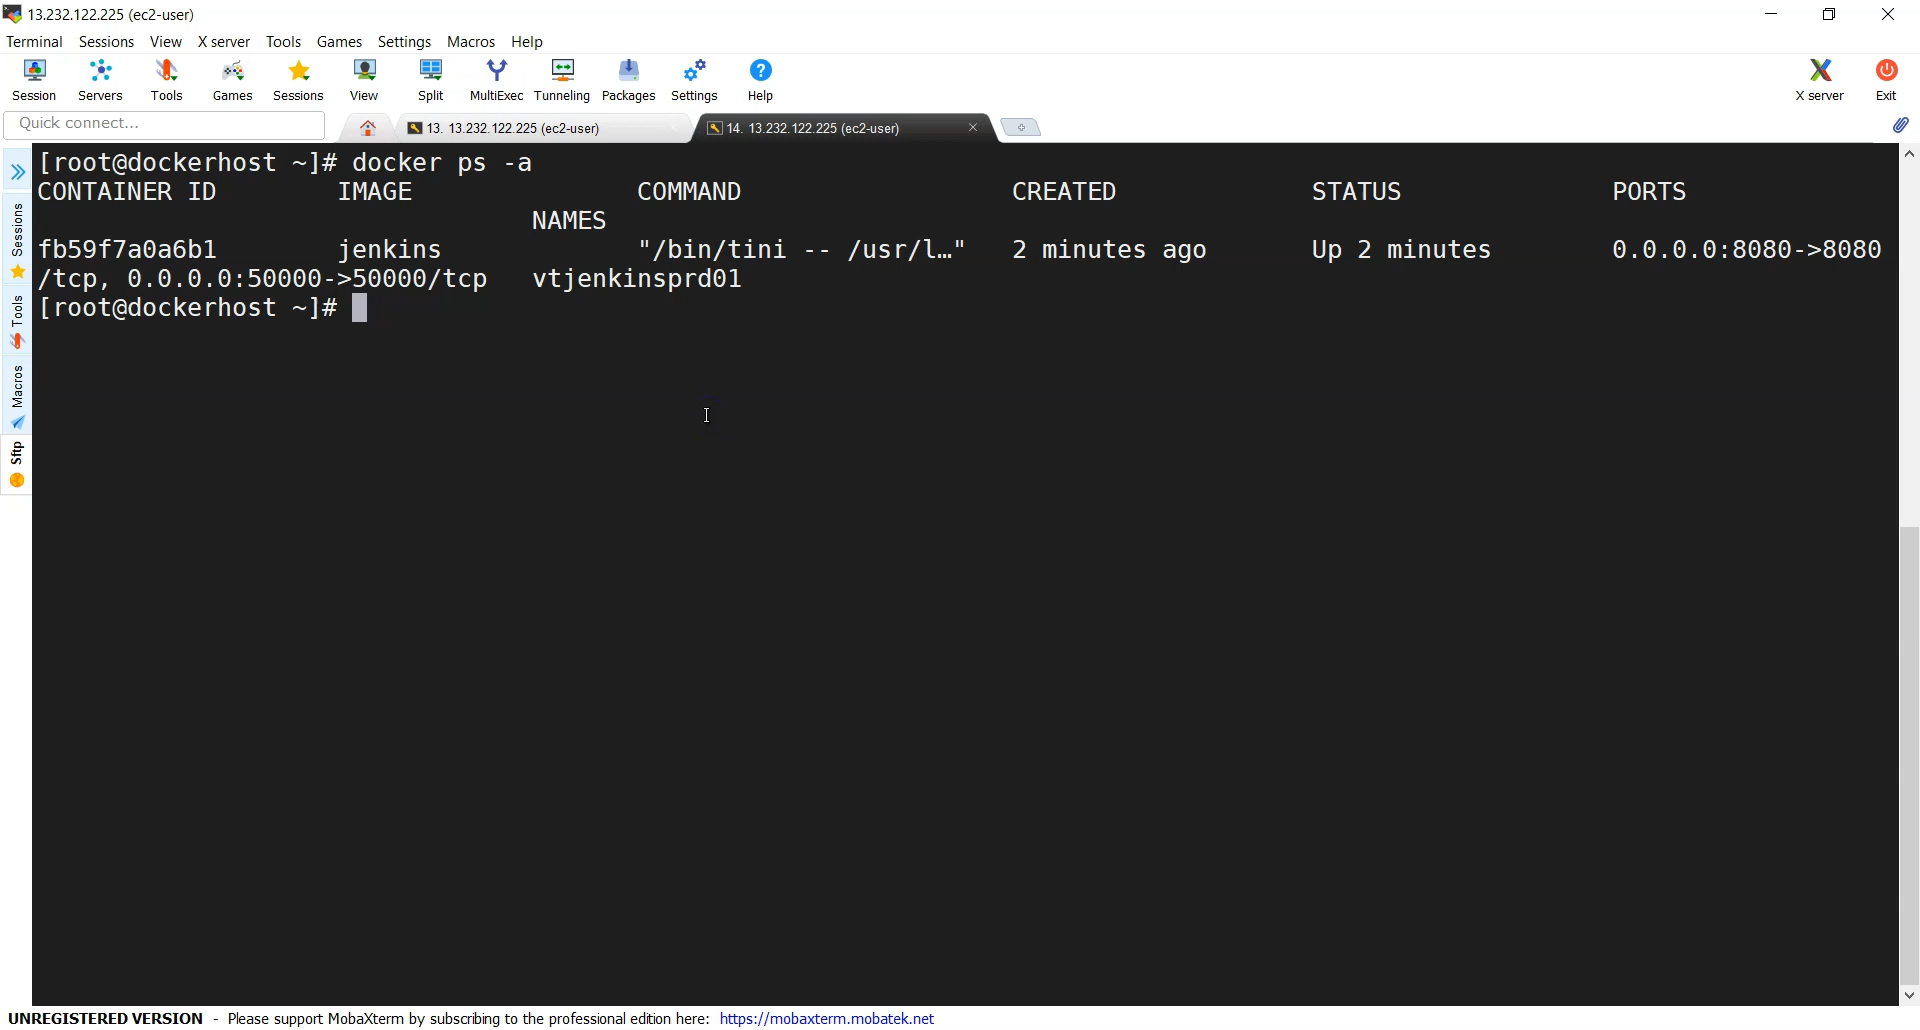 13.232.122.225 (ec2-user)
Terminal Sessions View X server Tools Games Settings Macros Help
Session Servers Tools Games Sessions View Split MultiExec Tunneling Packages Settings Help X server Exit
Quick connect... 13. 13.232.122.225 (ec2-user) 14. 13.232.122.225 (ec2-user)
[root@dockerhost ~]# docker ps -a
CONTAINER ID IMAGE COMMAND CREATED STATUS PORTS
NAMES
fb59f7a0a6b1 jenkins "/bin/tini -- /usr/l…" 2 minutes ago Up 2 minutes 0.0.0.0:8080->8080
/tcp, 0.0.0.0:50000->50000/tcp vtjenkinsprd01
[root@dockerhost ~]#
Sessions
Tools
Macros
Sftp
UNREGISTERED VERSION - Please support MobaXterm by subscribing to the professional edition here: https://mobaxterm.mobatek.net